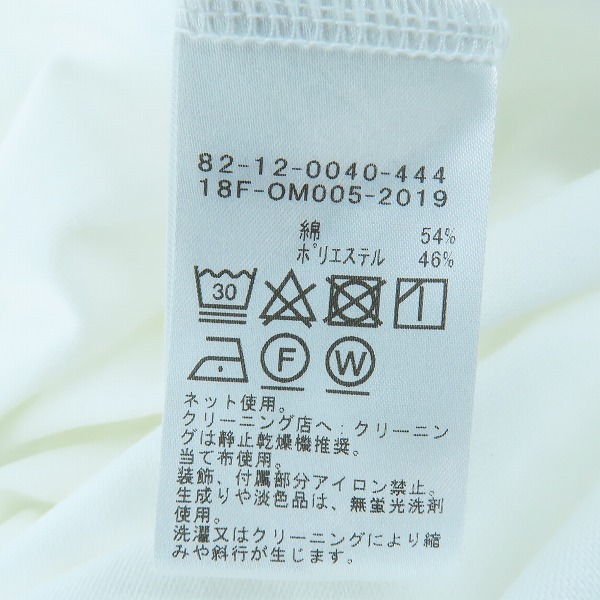 82-12-0040-444
18F-OM005-2019
綿 54%
ポリエステル 46%
30
F W
ネット使用。
クリーニング店へ:クリーニン
グは静止乾燥機推奨。
当て布使用。
装飾、付属部分アイロン禁止。
生成りや淡色品は、無蛍光洗剤
使用。
洗濯又はクリーニングにより縮
みや斜行が生じます。